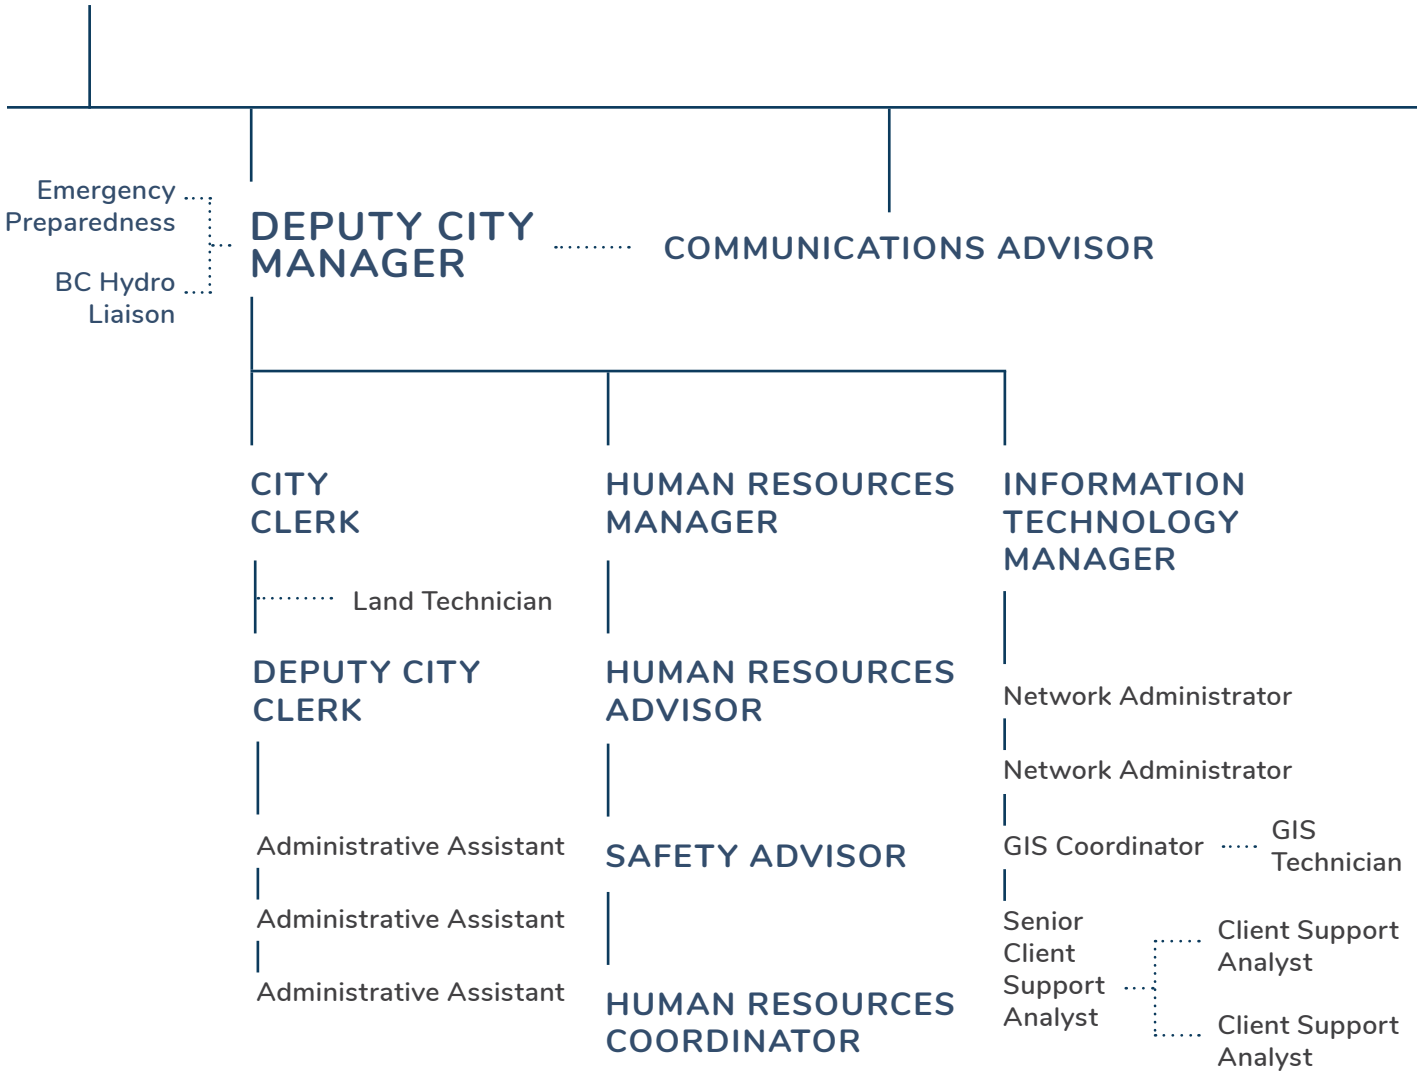 Emergency
Preparedness
BC Hydro
Liaison
DEPUTY CITY
MANAGER
COMMUNICATIONS ADVISOR
CITY
CLERK
Land Technician
DEPUTY CITY
CLERK
Administrative Assistant
Administrative Assistant
Administrative Assistant
HUMAN RESOURCES
MANAGER
HUMAN RESOURCES
ADVISOR
SAFETY ADVISOR
HUMAN RESOURCES
COORDINATOR
INFORMATION
TECHNOLOGY
MANAGER
Network Administrator
Network Administrator
GIS Coordinator
GIS
Technician
Senior
Client
Support
Analyst
Client Support
Analyst
Client Support
Analyst